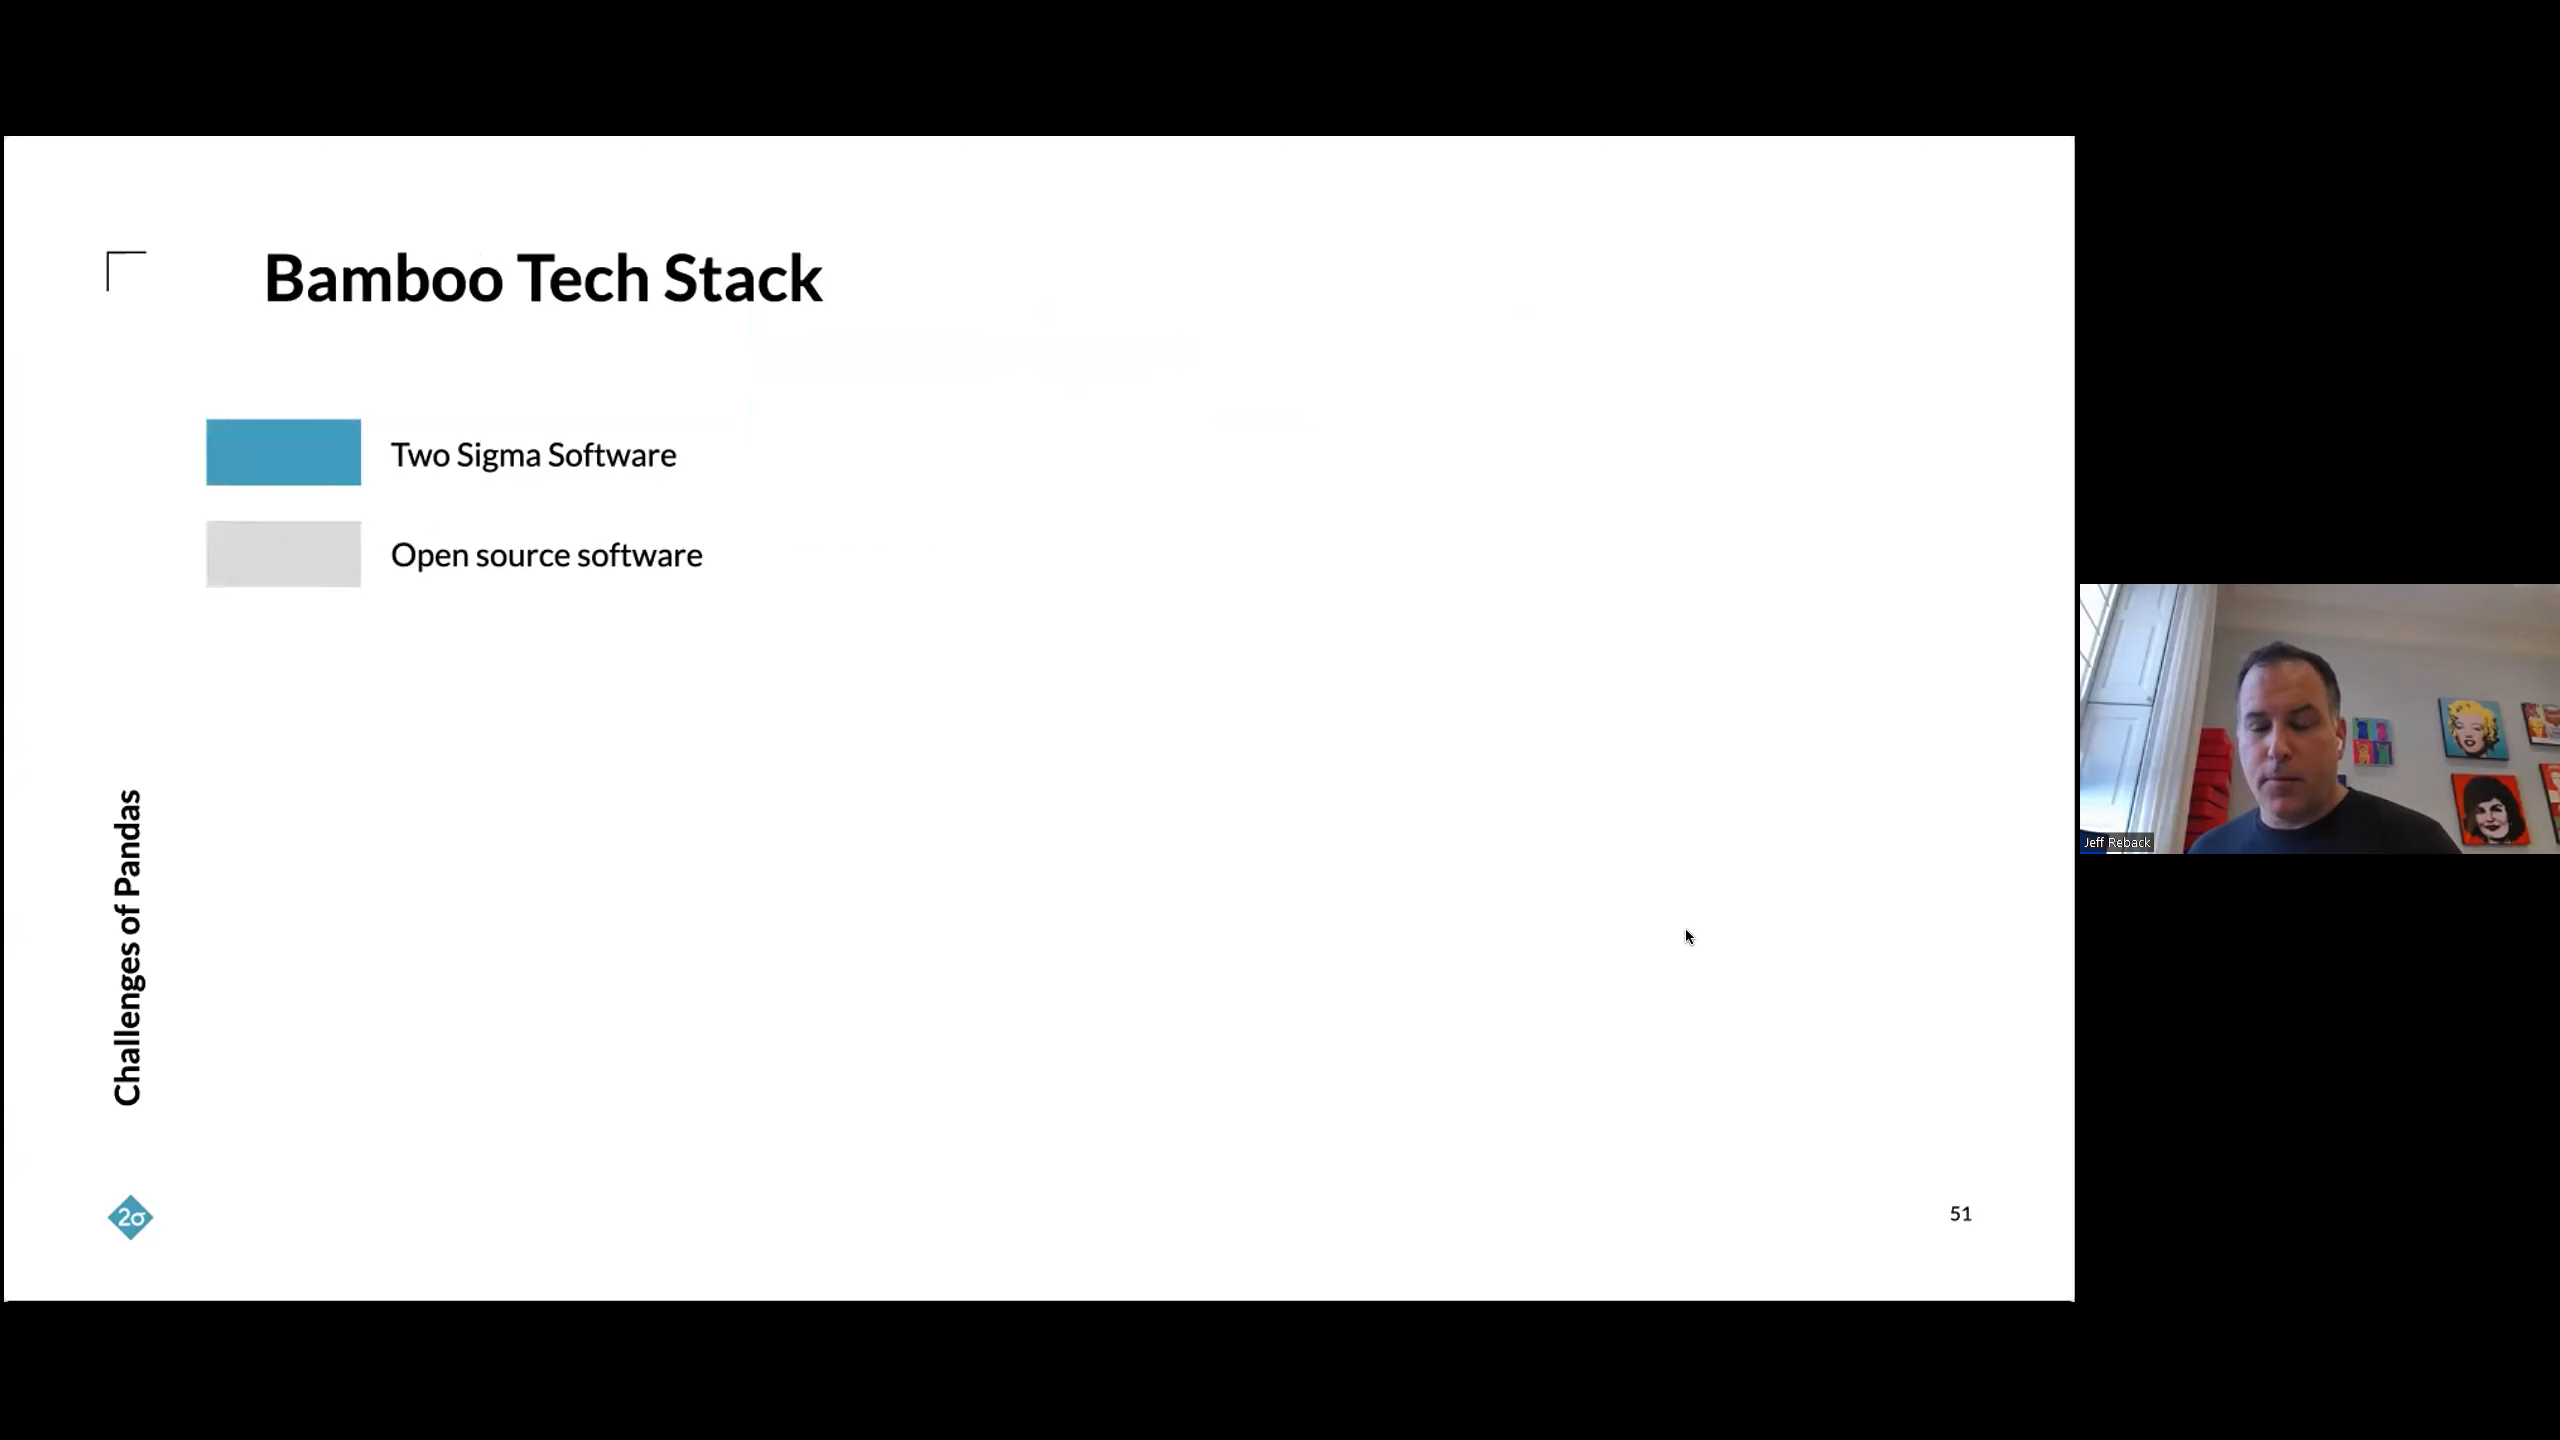 Bamboo Tech Stack
Two Sigma Software
Open source software
Challenges of Pandas
2σ
51
Jeff Reback